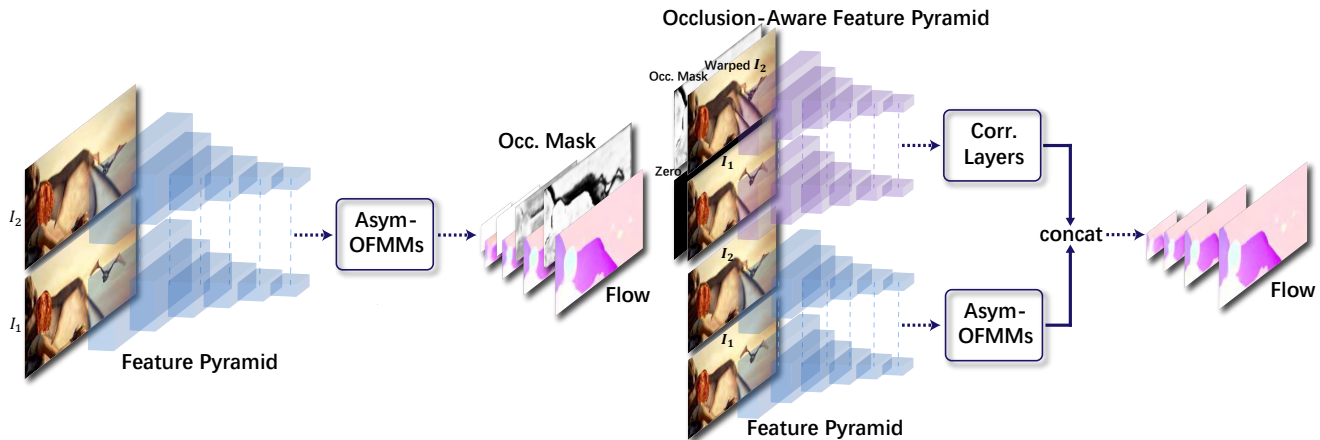 Occlusion-Aware Feature Pyramid
Warped I₂
Occ. Mask
Occ. Mask
Corr.
Layers
I₁
Zero
I₂
Asym-
OFMMs
concat
I₂
Flow
Flow
I₁
Asym-
OFMMs
I₁
Feature Pyramid
Feature Pyramid